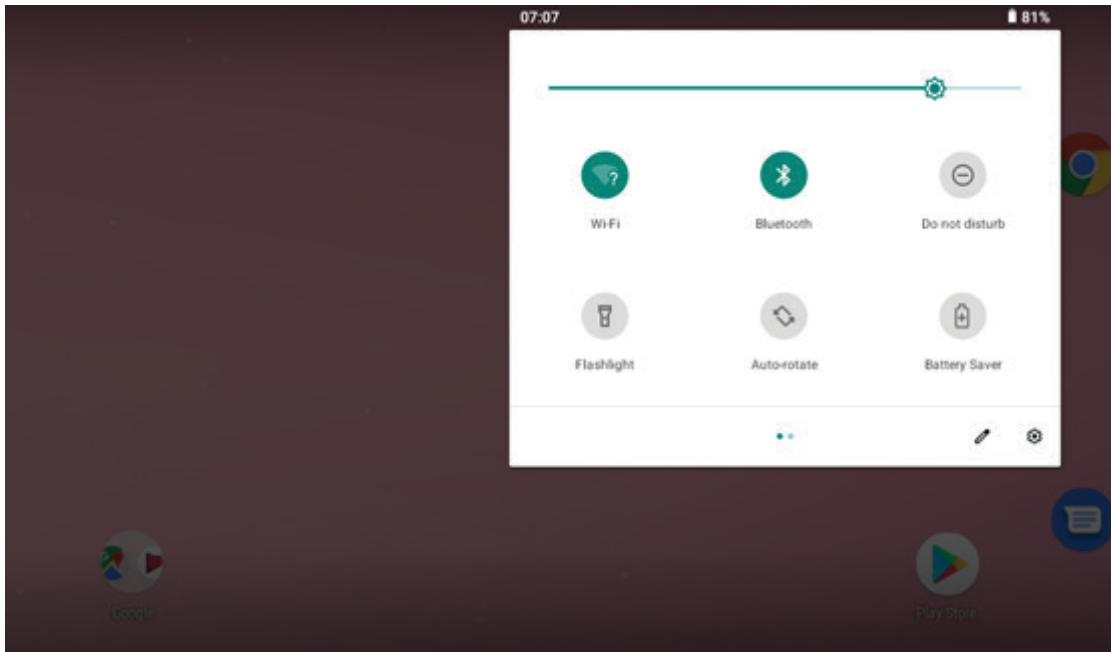 07:07 81%
?
Wi-Fi Bluetooth Do not disturb
Flashlight Auto-rotate Battery Saver
Google Play Store